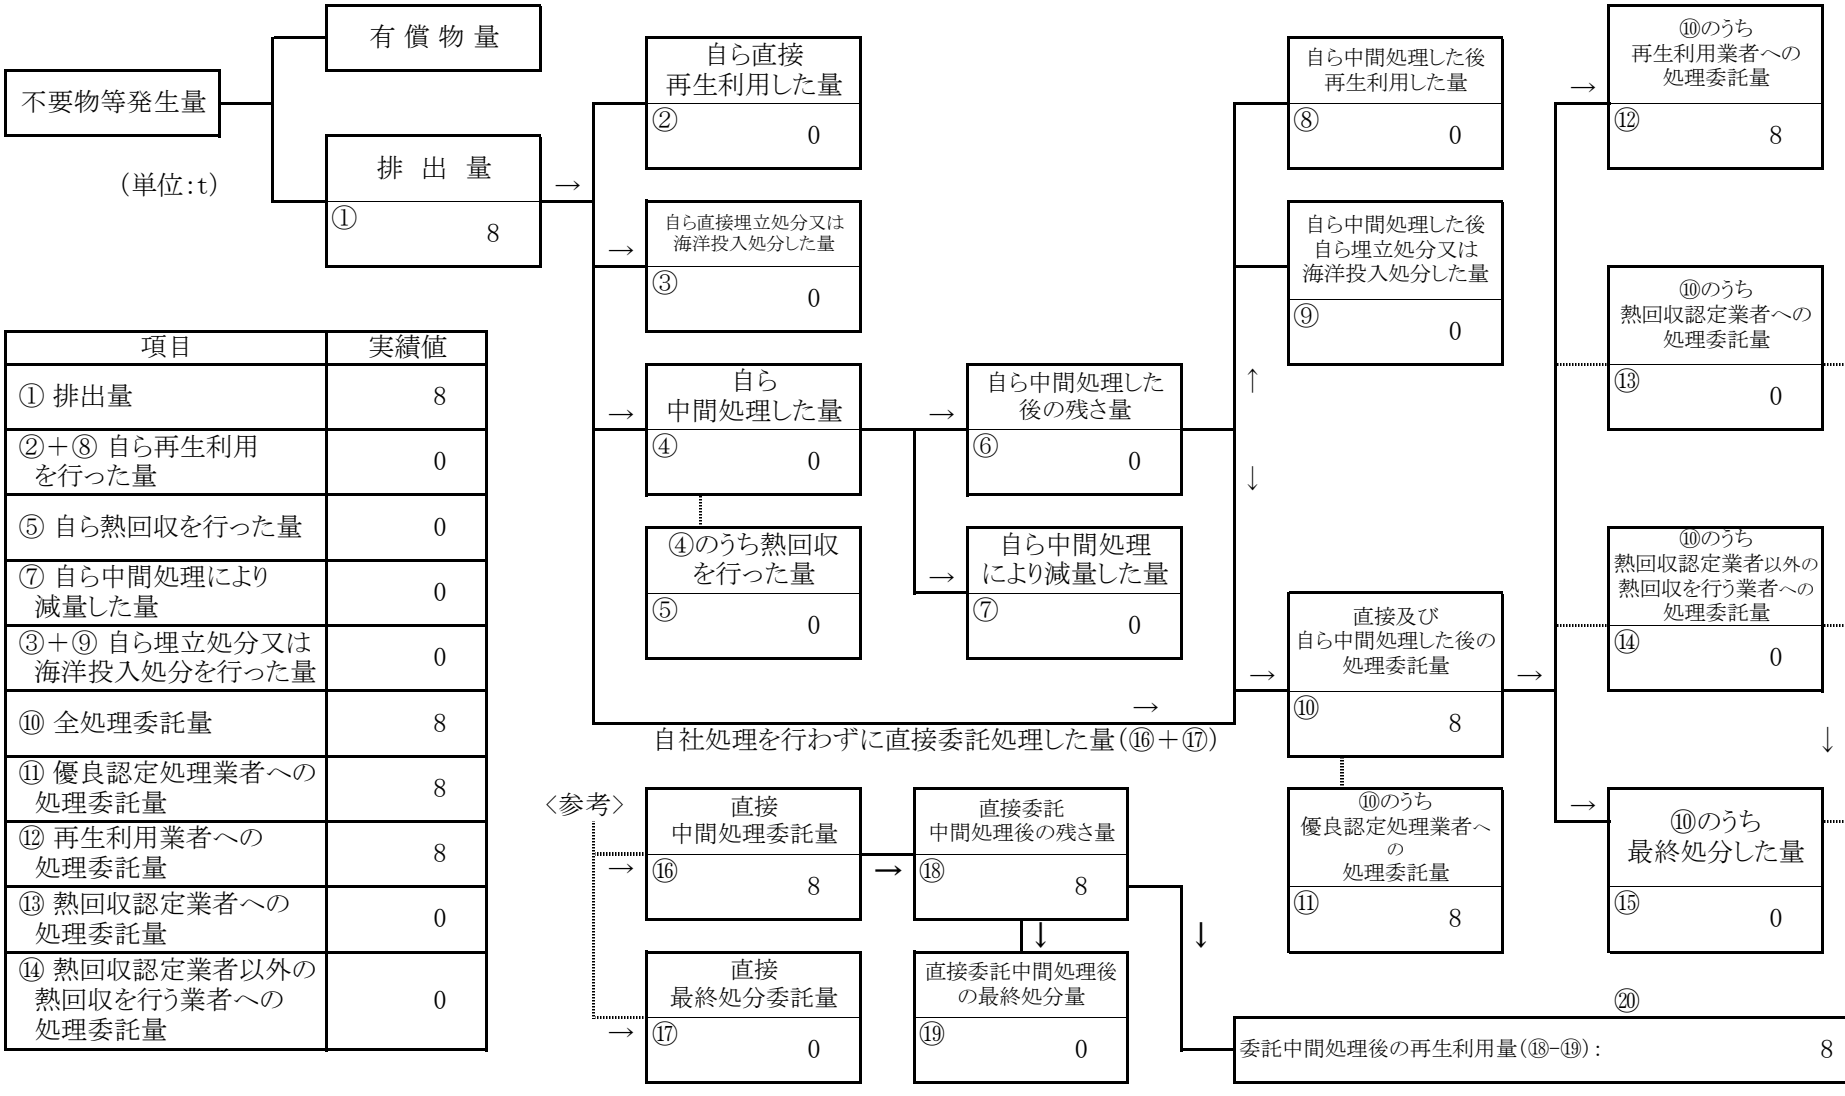 不要物等発生量
(単位:t)
有 償 物 量
排 出 量
①
8
自ら直接
再生利用した量
②
0
自ら直接埋立処分又は
海洋投入処分した量
③
0
自ら
中間処理した量
④
0
④のうち熱回収
を行った量
⑤
0
自ら中間処理した
後の残さ量
⑥
0
自ら中間処理
により減量した量
⑦
0
自ら中間処理した後
再生利用した量
⑧
0
自ら中間処理した後
自ら埋立処分又は
海洋投入処分した量
⑨
0
直接及び
自ら中間処理した後の
処理委託量
⑩
8
⑩のうち
優良認定処理業者へ
の
処理委託量
⑪
8
⑩のうち
再生利用業者への
処理委託量
⑫
8
⑩のうち
熱回収認定業者への
処理委託量
⑬
0
⑩のうち
熱回収認定業者以外の
熱回収を行う業者への
処理委託量
⑭
0
⑩のうち
最終処分した量
⑮
0
→
→
→
→
→
→
↑
↓
→
→
→
→
→
↓
自社処理を行わずに直接委託処理した量(⑯+⑰)
項目 実績値
① 排出量 8
②+⑧ 自ら再生利用
を行った量 0
⑤ 自ら熱回収を行った量 0
⑦ 自ら中間処理により
減量した量 0
③+⑨ 自ら埋立処分又は
海洋投入処分を行った量 0
⑩ 全処理委託量 8
⑪ 優良認定処理業者への
処理委託量 8
⑫ 再生利用業者への
処理委託量 8
⑬ 熱回収認定業者への
処理委託量 0
⑭ 熱回収認定業者以外の
熱回収を行う業者への
処理委託量 0
〈参考〉
→
→
直接
中間処理委託量
⑯
8
→
直接委託
中間処理後の残さ量
⑱
8
↓
↓
直接
最終処分委託量
⑰
0
直接委託中間処理後
の最終処分量
⑲
0
⑳
委託中間処理後の再生利用量(⑱-⑲): 8